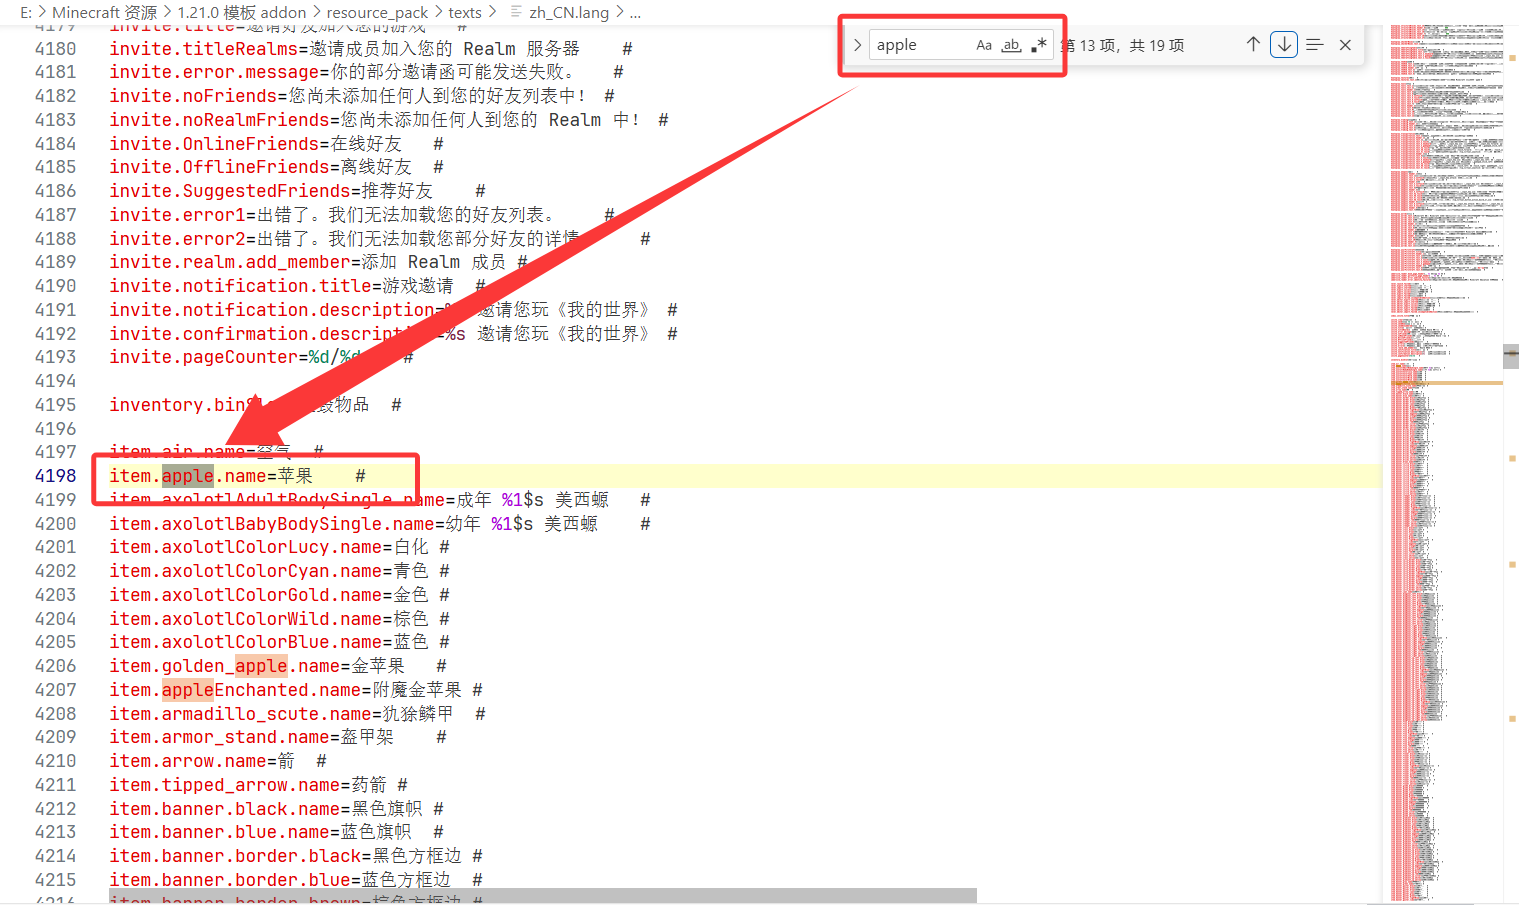 E: > Minecraft 资源 > 1.21.0 模板 addon > resource_pack > texts > zh_CN.lang > ...
apple Aa ab 第 13 项，共 19 项
4179 invite.title=邀请好友加入您的游戏 #
4180 invite.titleRealms=邀请成员加入您的 Realm 服务器 #
4181 invite.error.message=你的部分邀请函可能发送失败。 #
4182 invite.noFriends=您尚未添加任何人到您的好友列表中！ #
4183 invite.noRealmFriends=您尚未添加任何人到您的 Realm 中！ #
4184 invite.OnlineFriends=在线好友 #
4185 invite.OfflineFriends=离线好友 #
4186 invite.SuggestedFriends=推荐好友 #
4187 invite.error1=出错了。我们无法加载您的好友列表。 #
4188 invite.error2=出错了。我们无法加载您部分好友的详情 #
4189 invite.realm.add_member=添加 Realm 成员 #
4190 invite.notification.title=游戏邀请 #
4191 invite.notification.description=% 邀请您玩《我的世界》 #
4192 invite.confirmation.descript %s 邀请您玩《我的世界》 #
4193 invite.pageCounter=%d/%d #
4194
4195 inventory.binSl 毁物品 #
4196
4197 item.air.name=空气 #
4198 item.apple.name=苹果 #
4199 item.axolotlAdultBodySingle.name=成年 %1$s 美西螈 #
4200 item.axolotlBabyBodySingle.name=幼年 %1$s 美西螈 #
4201 item.axolotlColorLucy.name=白化 #
4202 item.axolotlColorCyan.name=青色 #
4203 item.axolotlColorGold.name=金色 #
4204 item.axolotlColorWild.name=棕色 #
4205 item.axolotlColorBlue.name=蓝色 #
4206 item.golden_apple.name=金苹果 #
4207 item.appleEnchanted.name=附魔金苹果 #
4208 item.armadillo_scute.name=犰狳鳞甲 #
4209 item.armor_stand.name=盔甲架 #
4210 item.arrow.name=箭 #
4211 item.tipped_arrow.name=药箭 #
4212 item.banner.black.name=黑色旗帜 #
4213 item.banner.blue.name=蓝色旗帜 #
4214 item.banner.border.black=黑色方框边 #
4215 item.banner.border.blue=蓝色方框边 #
4216 item.banner.border.brown=棕色方框边 #